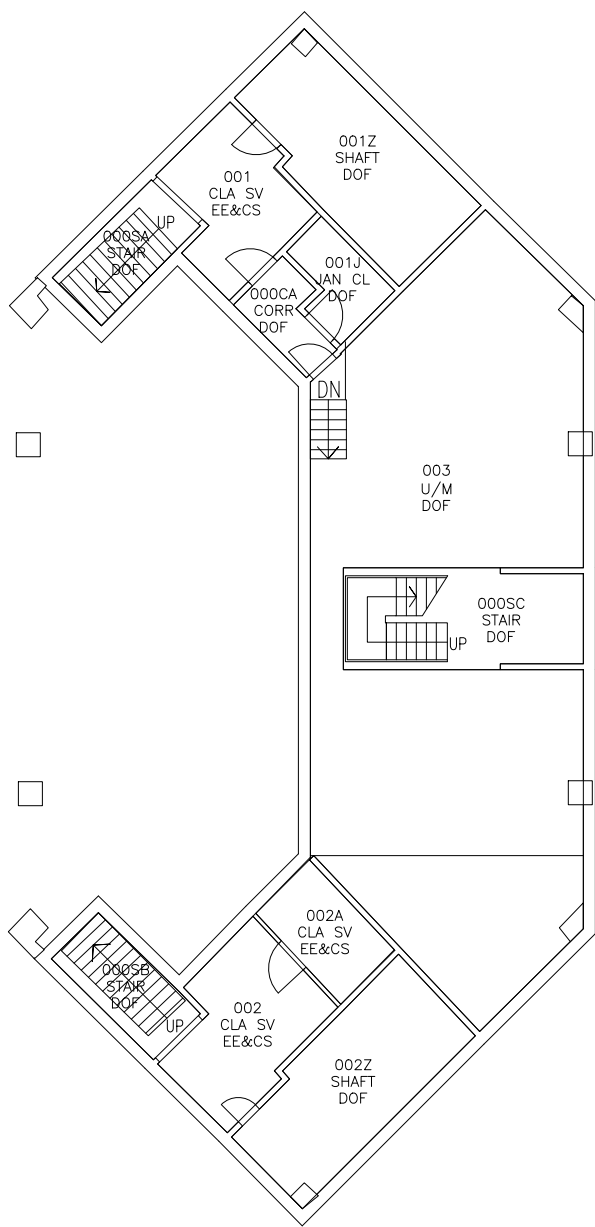 001Z
SHAFT
DOF
001
CLA SV
EE&CS
UP
000SA
STAIR
DOF
001J
JAN CL
DOF
000CA
CORR
DOF
DN
003
U/M
DOF
000SC
STAIR
DOF
UP
002A
CLA SV
EE&CS
000SB
STAIR
DOF
UP
002
CLA SV
EE&CS
002Z
SHAFT
DOF